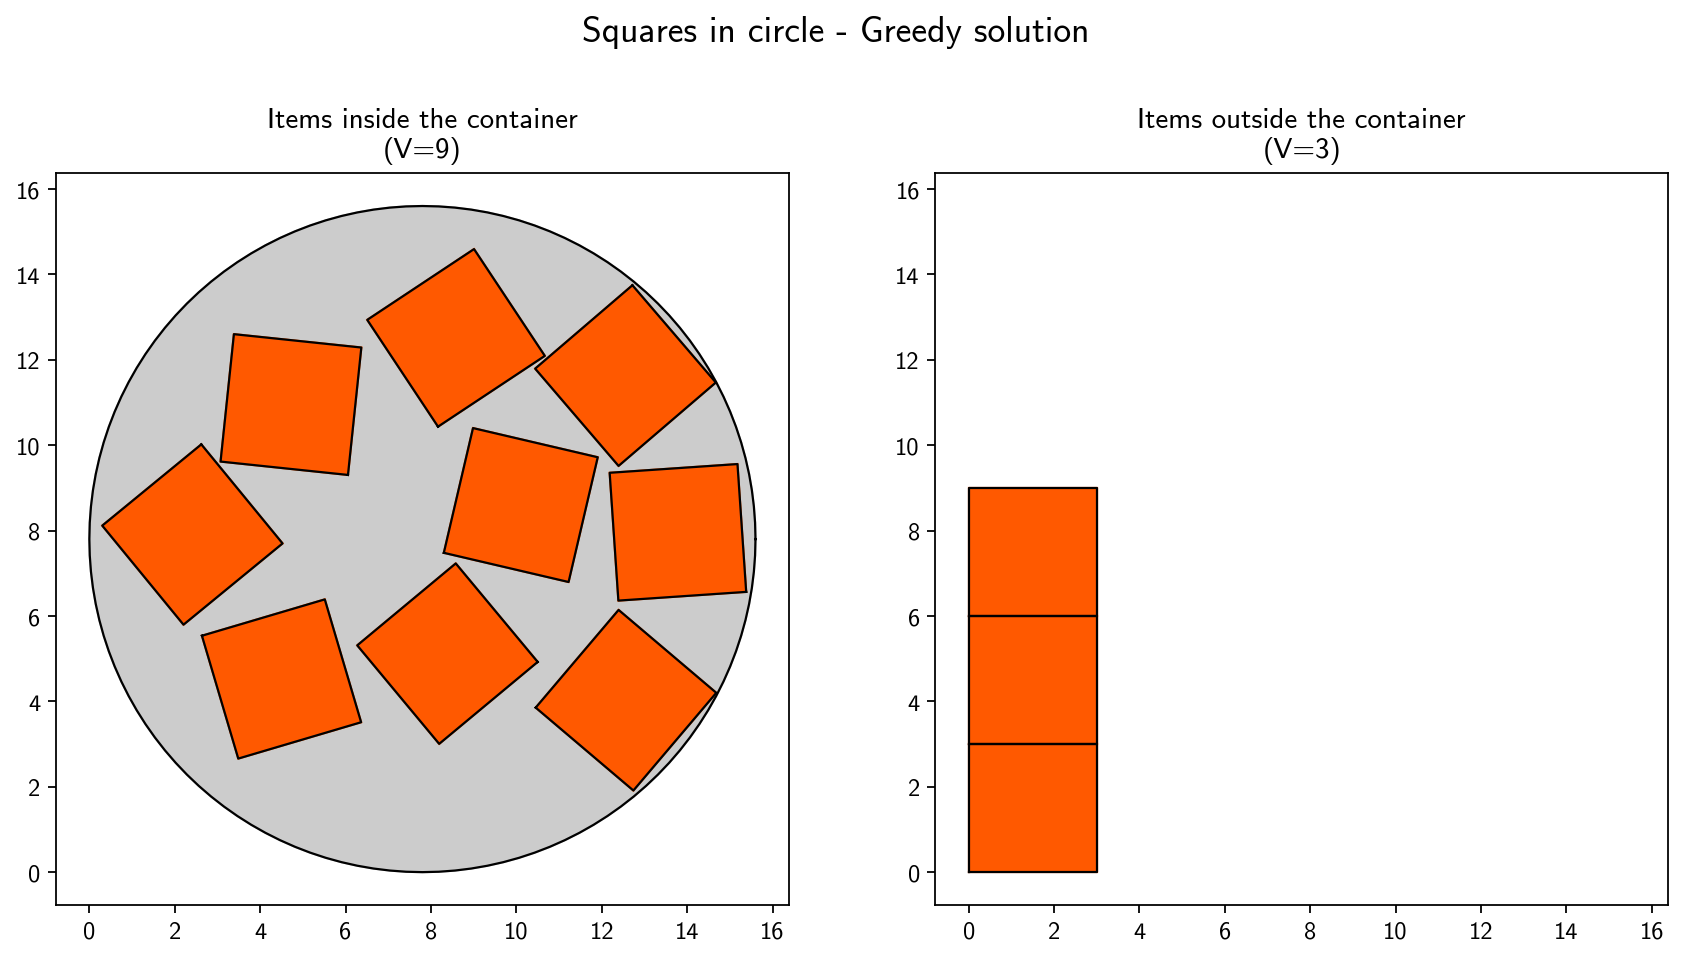 Squares in circle - Greedy solution
Items inside the container
(V=9)
16
14
12
10
8
6
4
2
0
0 2 4 6 8 10 12 14 16
Items outside the container
(V=3)
16
14
12
10
8
6
4
2
0
0 2 4 6 8 10 12 14 16